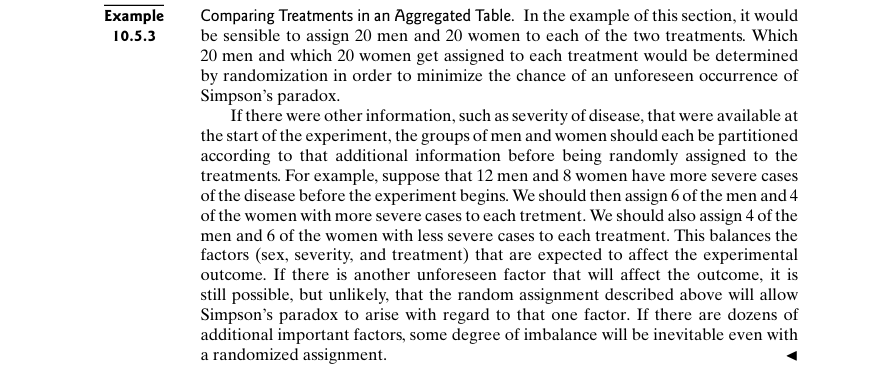 Example
10.5.3
Comparing Treatments in an Aggregated Table. In the example of this section, it would
be sensible to assign 20 men and 20 women to each of the two treatments. Which
20 men and which 20 women get assigned to each treatment would be determined
by randomization in order to minimize the chance of an unforeseen occurrence of
Simpson's paradox.
If there were other information, such as severity of disease, that were available at
the start of the experiment, the groups of men and women should each be partitioned
according to that additional information before being randomly assigned to the
treatments. For example, suppose that 12 men and 8 women have more severe cases
of the disease before the experiment begins. We should then assign 6 of the men and 4
of the women with more severe cases to each tretment. We should also assign 4 of the
men and 6 of the women with less severe cases to each treatment. This balances the
factors (sex, severity, and treatment) that are expected to affect the experimental
outcome. If there is another unforeseen factor that will affect the outcome, it is
still possible, but unlikely, that the random assignment described above will allow
Simpson's paradox to arise with regard to that one factor. If there are dozens of
additional important factors, some degree of imbalance will be inevitable even with
a randomized assignment.